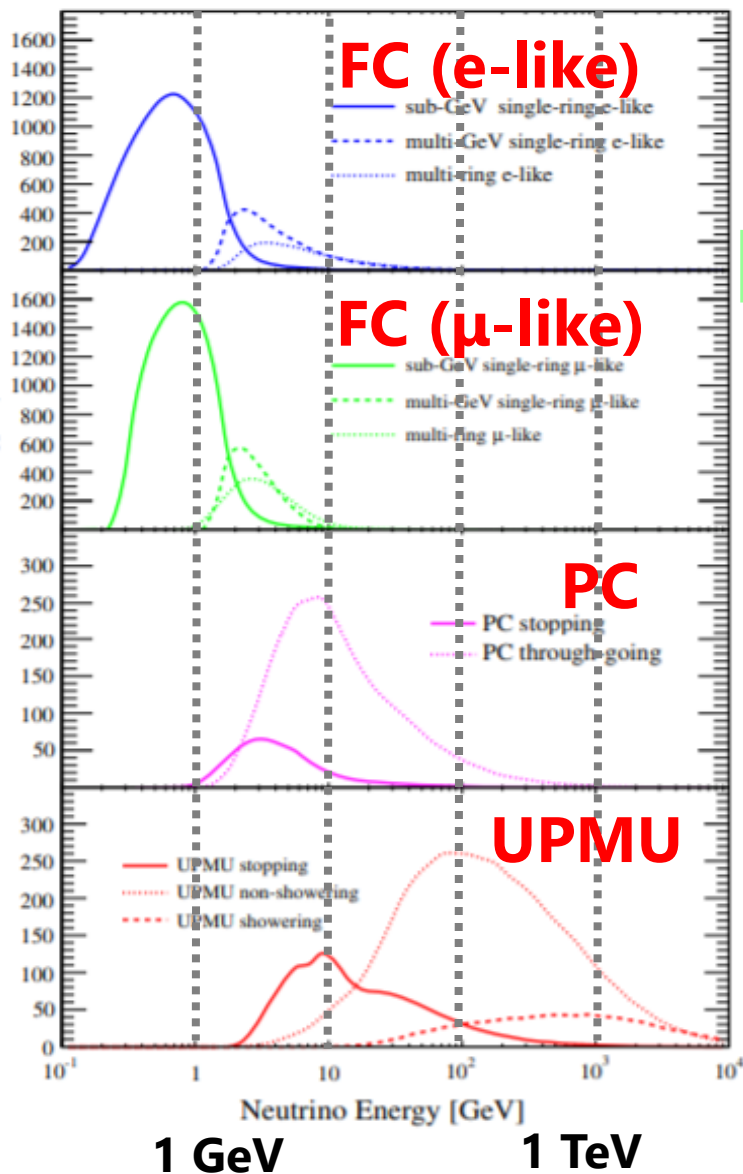 FC (e-like)
sub-GeV single-ring e-like
multi-GeV single-ring e-like
multi-ring e-like
1600
1400
1200
1000
800
600
400
200
FC (μ-like)
sub-GeV single-ring μ-like
multi-GeV single-ring μ-like
multi-ring μ-like
1600
1400
1200
1000
800
600
400
200
PC
PC stopping
PC through-going
300
250
200
150
100
50
UPMU
UPMU stopping
UPMU non-showering
UPMU showering
300
250
200
150
100
50
0
10⁻¹ 1 10 10² 10³ 10⁴
Neutrino Energy [GeV]
1 GeV 1 TeV